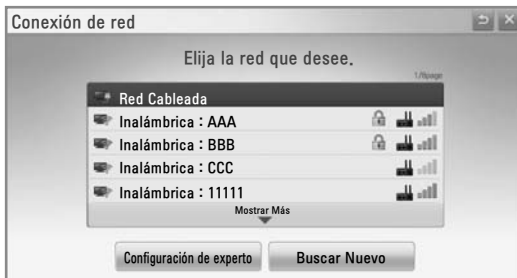 Conexión de red
Elija la red que desee.
1/8page
Red Cableada
Inalámbrica : AAA
Inalámbrica : BBB
Inalámbrica : CCC
Inalámbrica : 11111
Mostrar Más
Configuración de experto
Buscar Nuevo